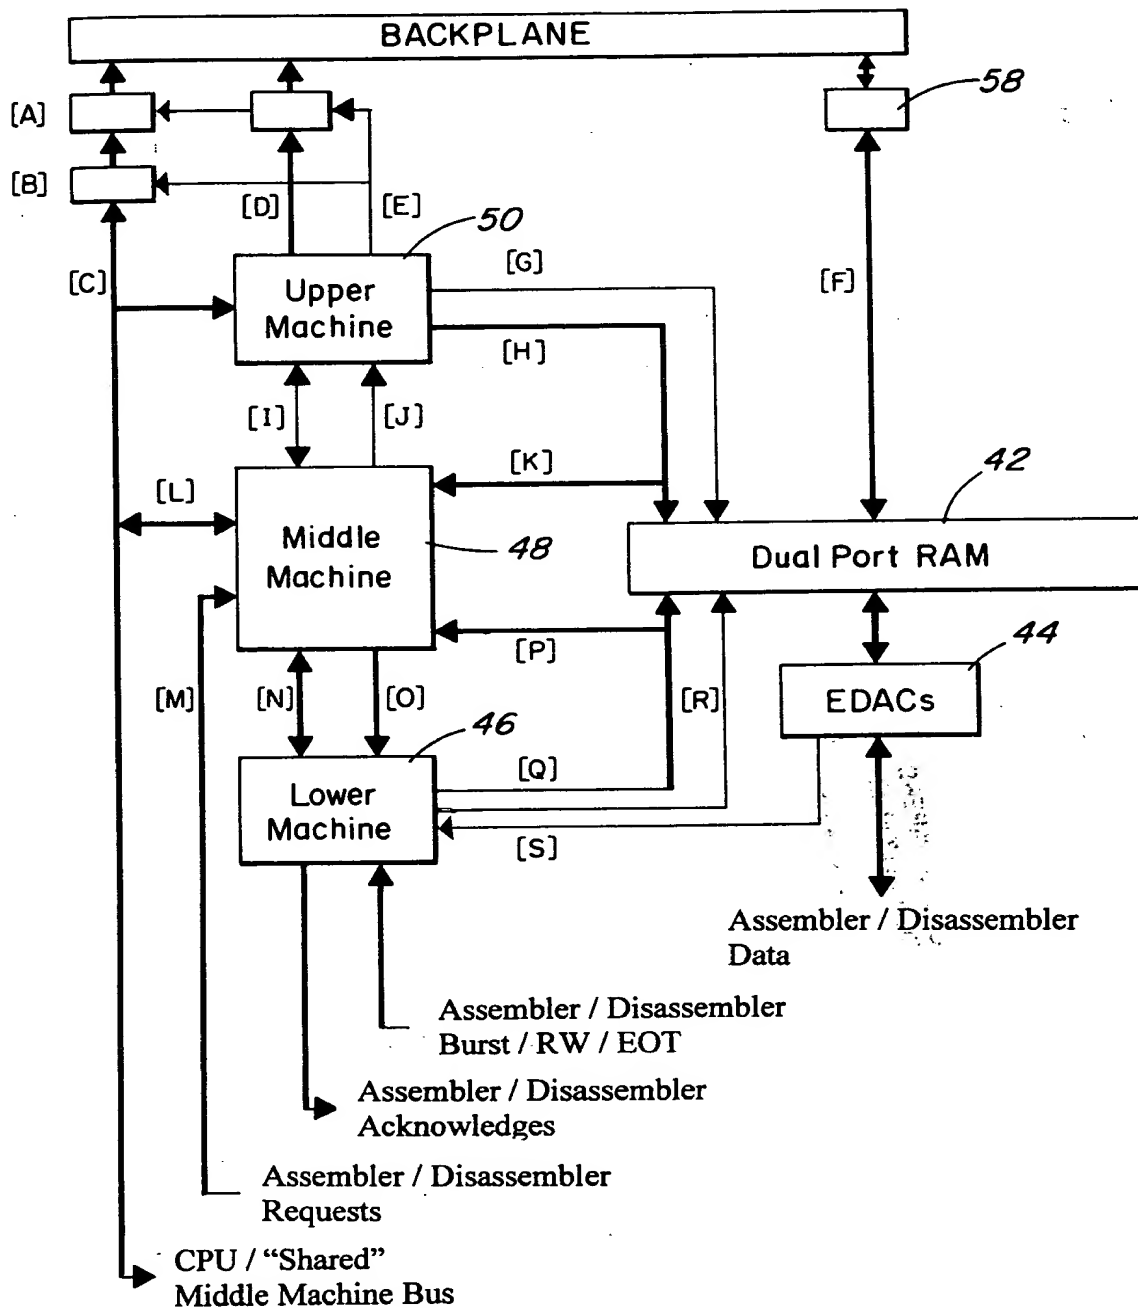 BACKPLANE
58
[A]
[B]
[D]
[E]
50
[G]
[C]
[F]
Upper
Machine
[H]
[I]
[J]
[K]
42
[L]
Middle
Machine
48
Dual Port RAM
[P]
44
[M]
[N]
[O]
[R]
EDACs
46
[Q]
Lower
Machine
[S]
Assembler / Disassembler
Data
Assembler / Disassembler
Burst / RW / EOT
Assembler / Disassembler
Acknowledges
Assembler / Disassembler
Requests
CPU / “Shared”
Middle Machine Bus